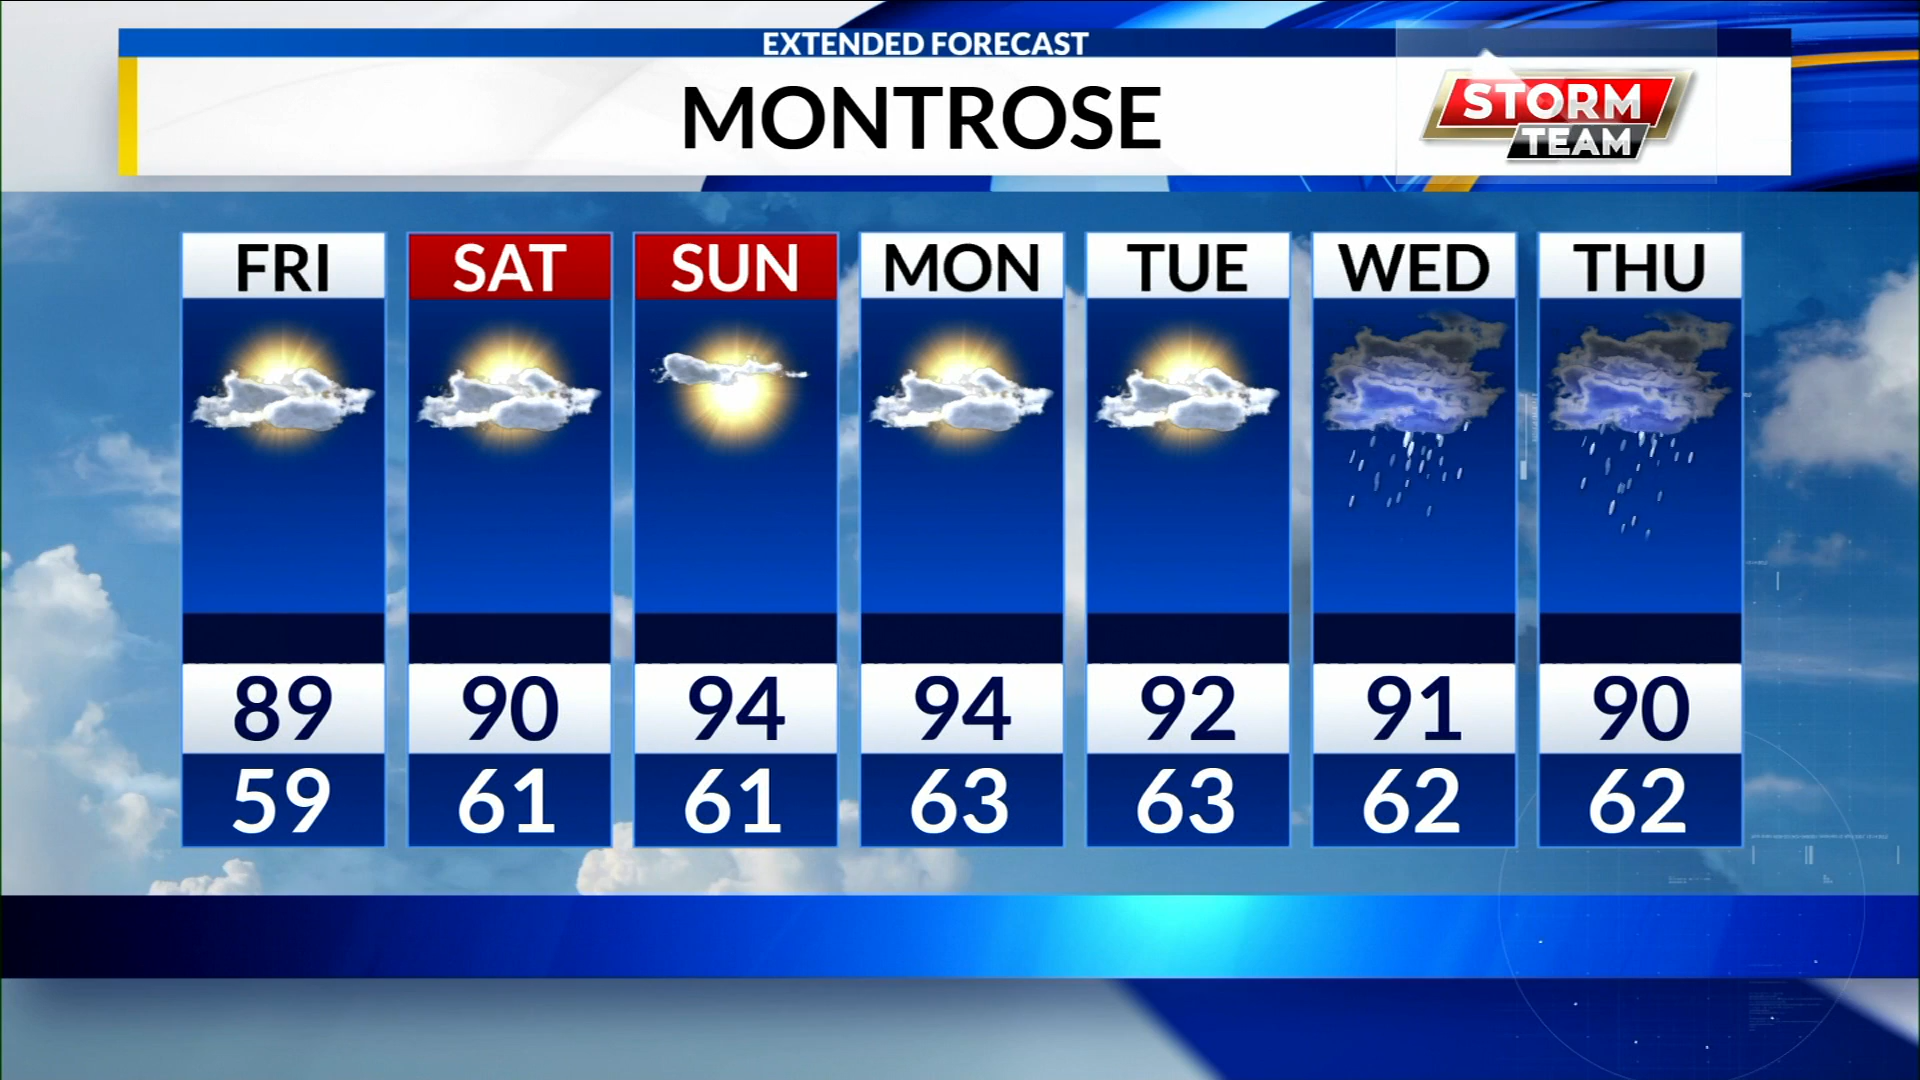 EXTENDED FORECAST
MONTROSE
STORM
TEAM
FRI SAT SUN MON TUE WED THU
89 90 94 94 92 91 90
59 61 61 63 63 62 62